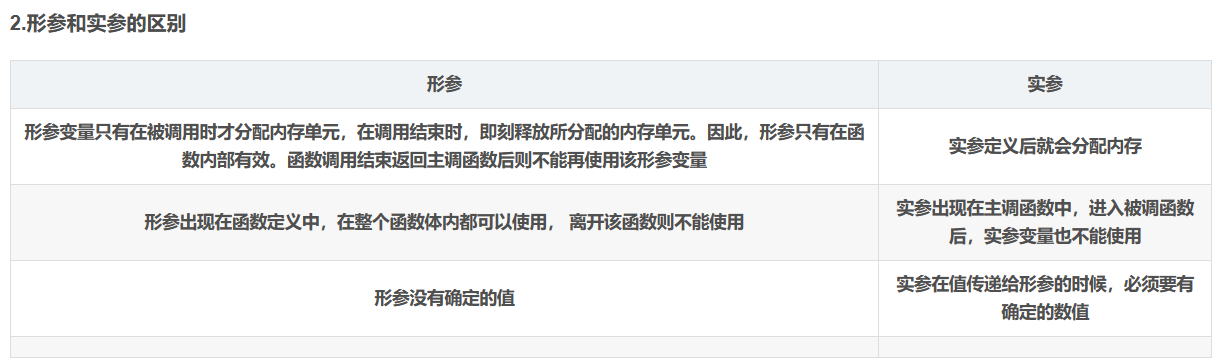 2.形参和实参的区别
形参
实参
形参变量只有在被调用时才分配内存单元，在调用结束时，即刻释放所分配的内存单元。因此，形参只有在函
数内部有效。函数调用结束返回主调函数后则不能再使用该形参变量
实参定义后就会分配内存
形参出现在函数定义中，在整个函数体内都可以使用， 离开该函数则不能使用
实参出现在主调函数中，进入被调函数
后，实参变量也不能使用
形参没有确定的值
实参在值传递给形参的时候，必须要有
确定的数值